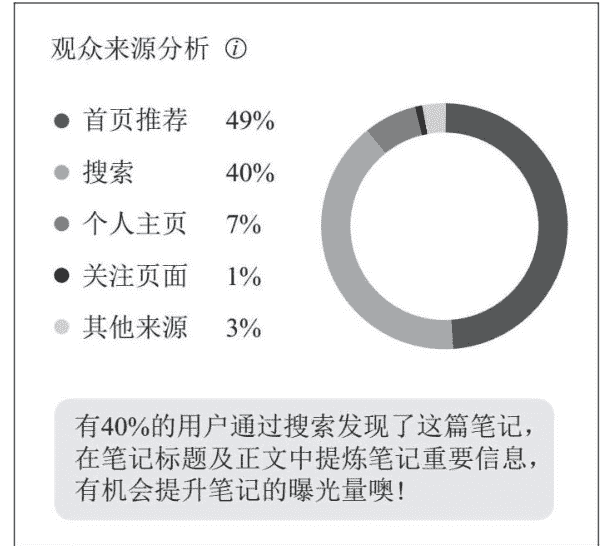 观众来源分析 ⓘ
首页推荐 49%
搜索 40%
个人主页 7%
关注页面 1%
其他来源 3%
有40%的用户通过搜索发现了这篇笔记，
在笔记标题及正文中提炼笔记重要信息，
有机会提升笔记的曝光量噢！